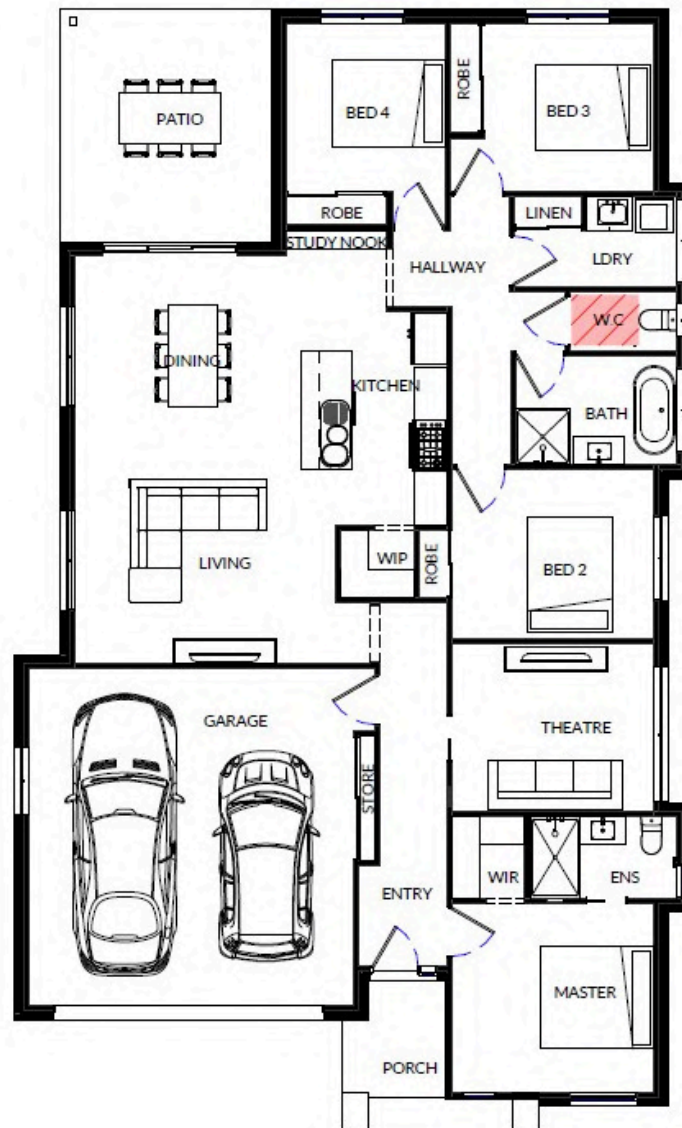 PATIO
BED 4
ROBE
BED 3
ROBE
STUDY NOOK
LINEN
HALLWAY
LDRY
W.C
DINING
KITCHEN
BATH
LIVING
WIP
ROBE
BED 2
GARAGE
THEATRE
STORE
WIR
ENS
ENTRY
MASTER
PORCH